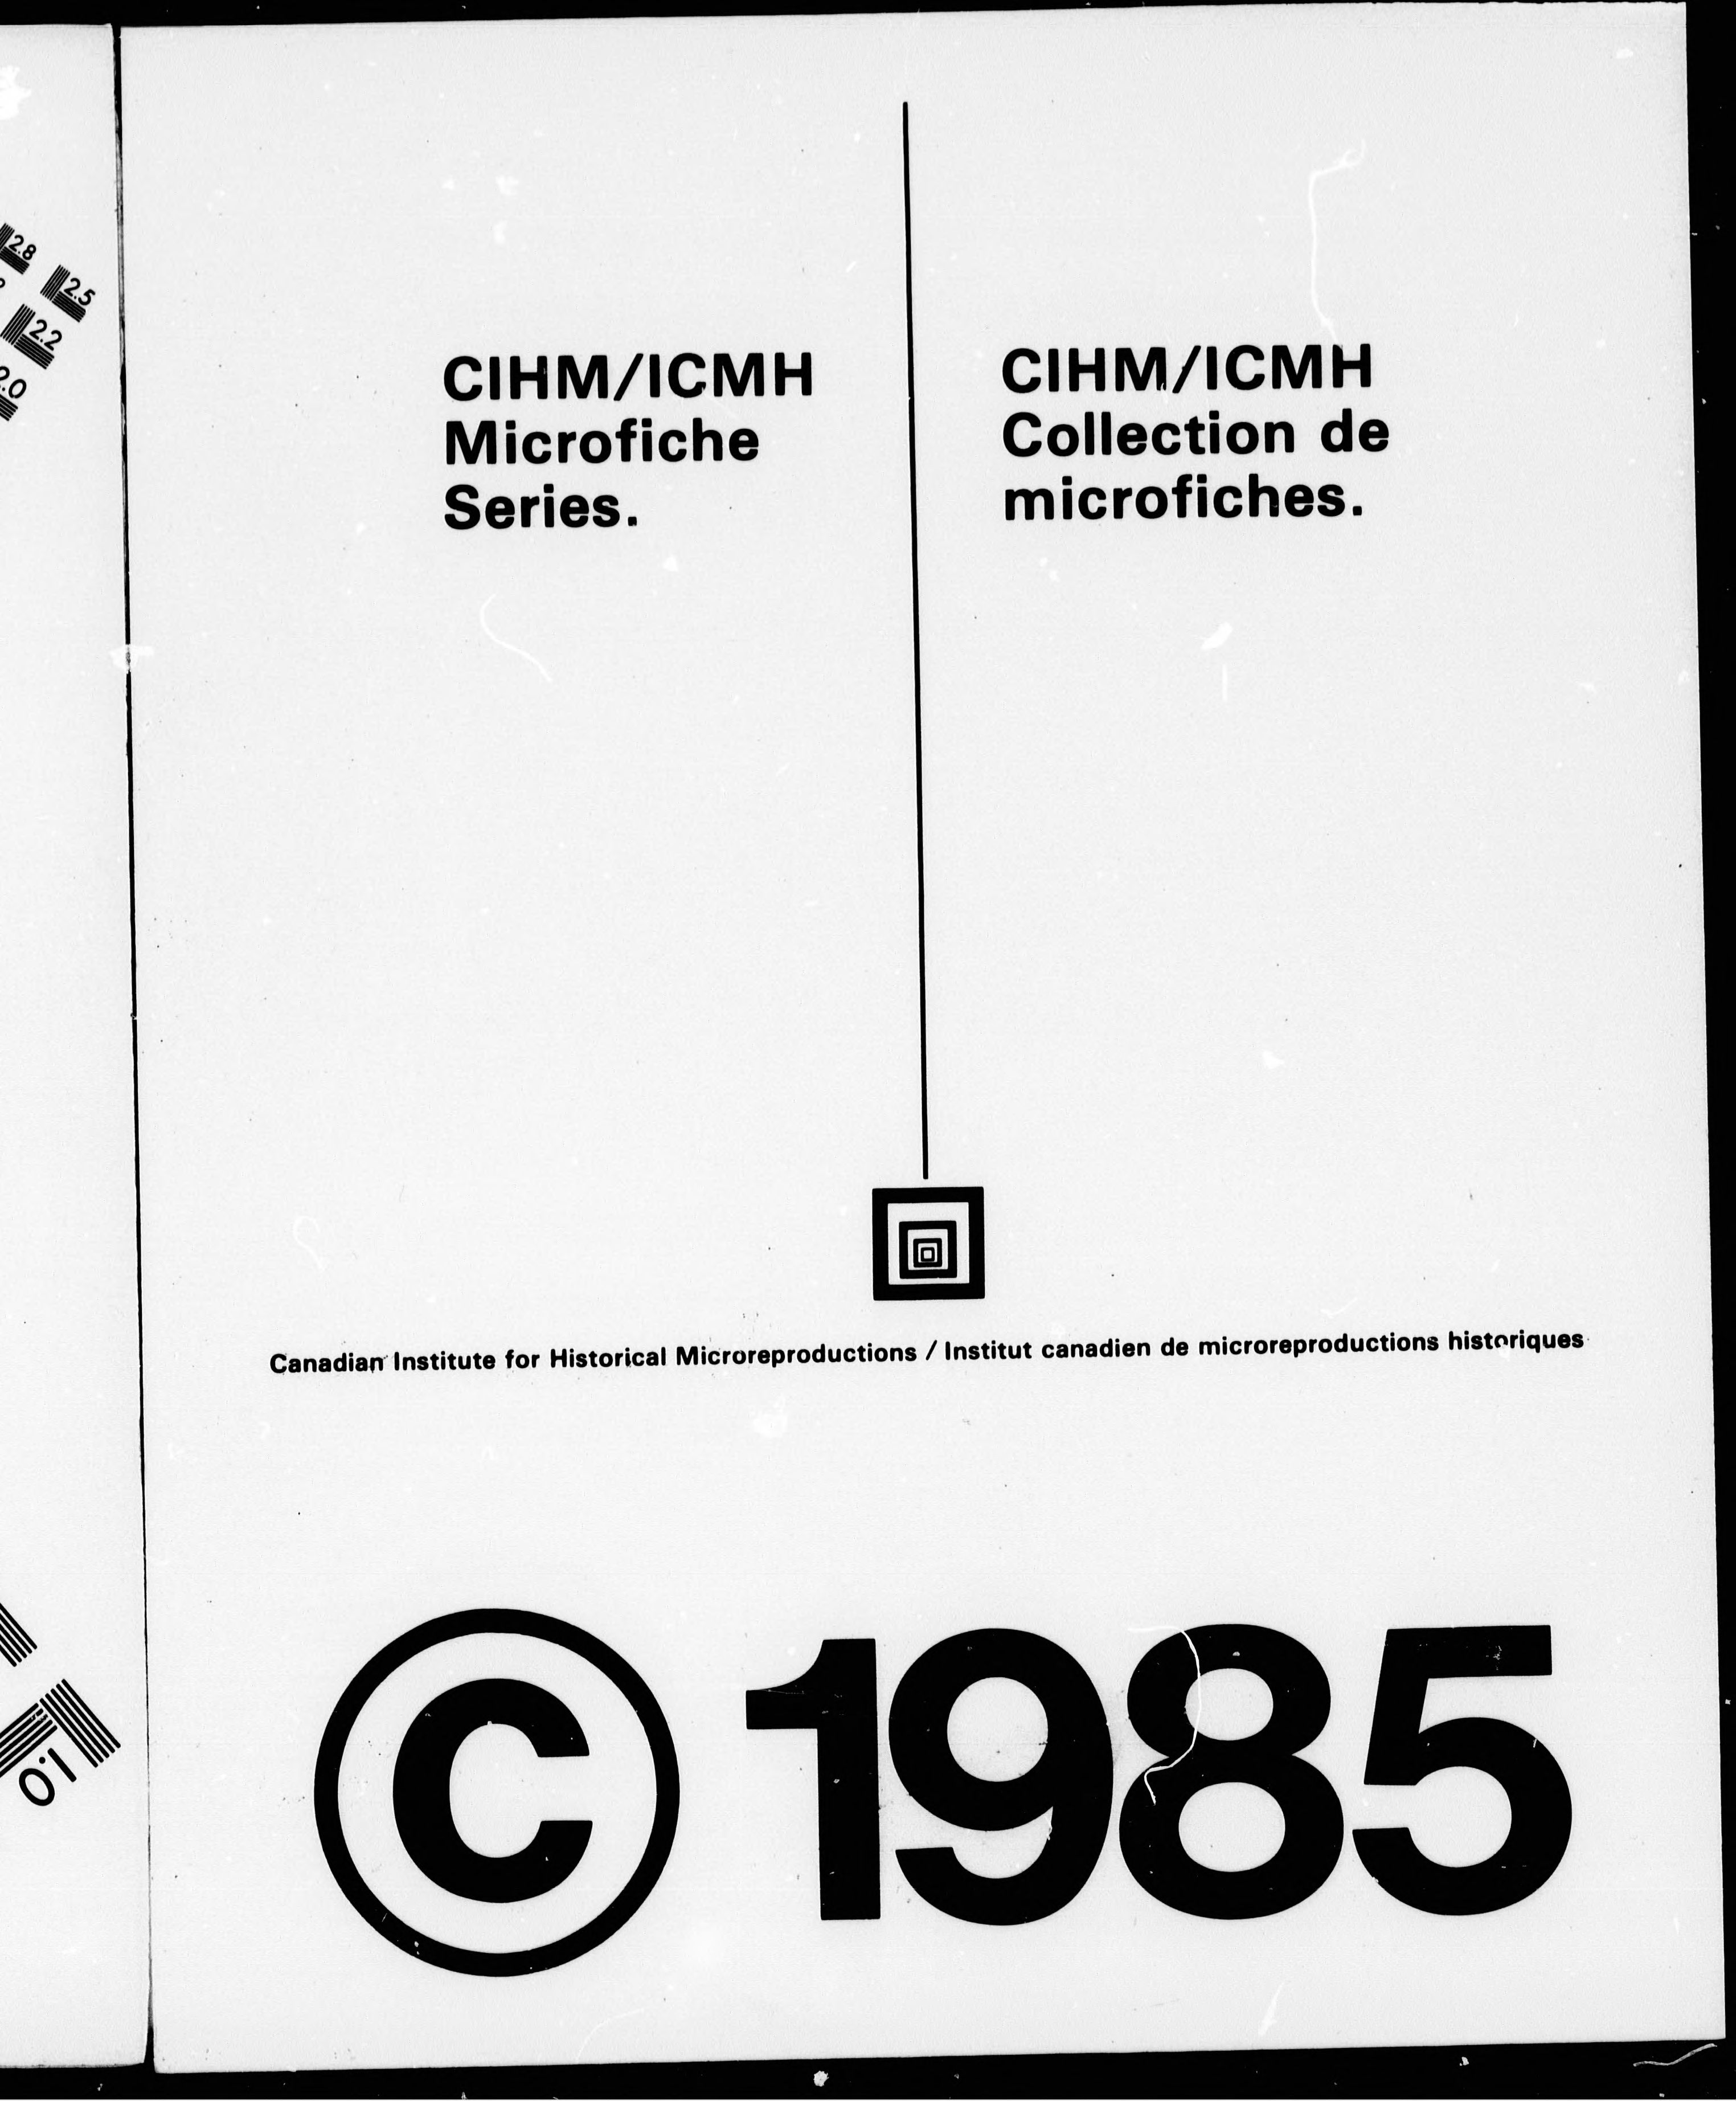 2.8
2.5
2.2
2.0
CIHM/ICMH
Microfiche
Series.
CIHM/ICMH
Collection de
microfiches.
Canadian Institute for Historical Microreproductions / Institut canadien de microreproductions historiques
© 1985
1.0